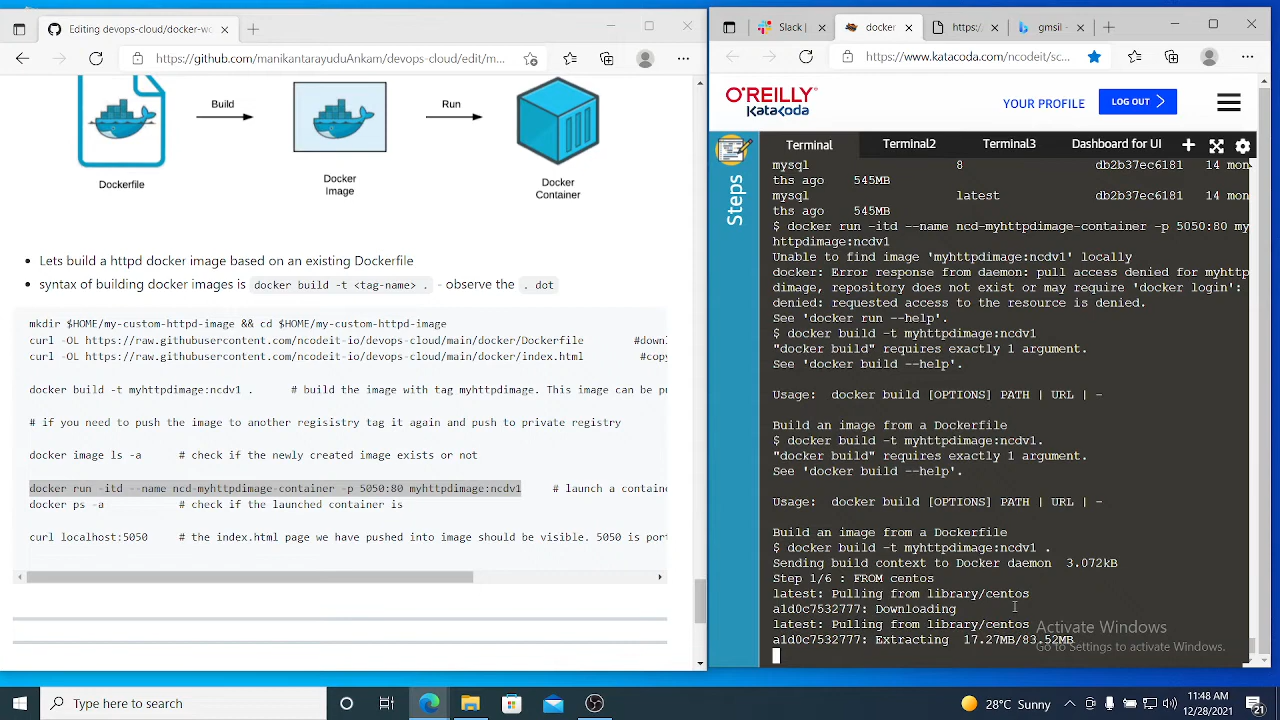 Editing devops-cloud/docker-wo
https://github.com/manikantarayuduAnkam/devops-cloud/edit/m...
Build
Run
Dockerfile
Docker
Image
Docker
Container
Lets build a httpd docker image based on an existing Dockerfile
syntax of building docker images is docker build -t <tag-name> . - observe the . dot
mkdir $HOME/my-custom-httpd-image && cd $HOME/my-custom-httpd-image
curl -OL https://raw.githubusercontent.com/ncodeit-io/devops-cloud/main/docker/Dockerfile #down
curl -OL https://raw.githubusercontent.com/ncodeit-io/devops-cloud/main/docker/index.html #copy
docker build -t myhttpdimage:ncdv1 . # build the image with tag myhttpdimage. This image can be pu
# if you need to push the image to another regisistry tag it again and push to private registry
docker image ls -a # check if the newly created image exists or not
docker run -itd --name ncd-myhttpdimage-container -p 5050:80 myhttpdimage:ncdv1 # launch a containe
docker ps -a # check if the launched container is
curl localhost:5050 # the index.html page we have pushed into image should be visible. 5050 is port
Slack |
docker
https:/
gmsil -
https://www.katacoda.com/ncodeit/sc...
O'REILLY
Katacoda
YOUR PROFILE
LOG OUT
Steps
Terminal
Terminal2
Terminal3
Dashboard for UI
mysql 8 db2b37ec6181 14 mon
ths ago 545MB
mysql latest db2b37ec6181 14 mon
ths ago 545MB
$ docker run -itd --name ncd-myhttpdimage-container -p 5050:80 my
httpdimage:ncdv1
Unable to find image 'myhttpdimage:ncdv1' locally
docker: Error response from daemon: pull access denied for myhttp
dimage, repository does not exist or may require 'docker login':
denied: requested access to the resource is denied.
See 'docker run --help'.
$ docker build -t myhttpdimage:ncdv1
"docker build" requires exactly 1 argument.
See 'docker build --help'.
Usage: docker build [OPTIONS] PATH | URL | -
Build an image from a Dockerfile
$ docker build -t myhttpdimage:ncdv1.
"docker build" requires exactly 1 argument.
See 'docker build --help'.
Usage: docker build [OPTIONS] PATH | URL | -
Build an image from a Dockerfile
$ docker build -t myhttpdimage:ncdv1 .
Sending build context to Docker daemon 3.072kB
Step 1/6 : FROM centos
latest: Pulling from library/centos
a1d0c7532777: Downloading
latest: Pulling from library/centos
a1d0c7532777: Extracting 17.27MB/83.52MB
Activate Windows
Go to Settings to activate Windows.
Type here to search
28°C Sunny
11:48 AM
12/28/2021
21